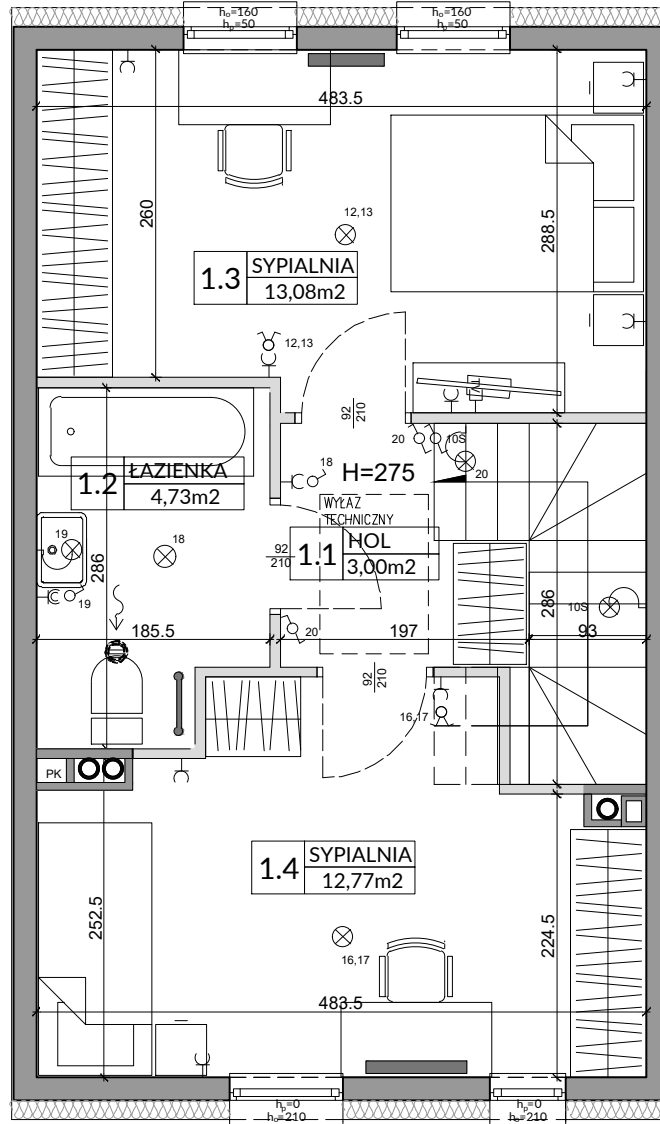 hₒ=160
hₚ=50
hₒ=160
hₚ=50
483.5
260
288.5
12,13
1.3
SYPIALNIA
13,08m2
12,13
92
210
20
10S
20
18
H=275
1.2
ŁAZIENKA
4,73m2
WYŁAZ
TECHNICZNY
1.1
HOL
3,00m2
19
18
92
210
286
286
10S
19
185.5
20
197
93
92
210
16,17
PK
1.4
SYPIALNIA
12,77m2
252.5
224.5
16,17
483.5
hₚ=0
hₒ=210
hₚ=0
hₒ=210